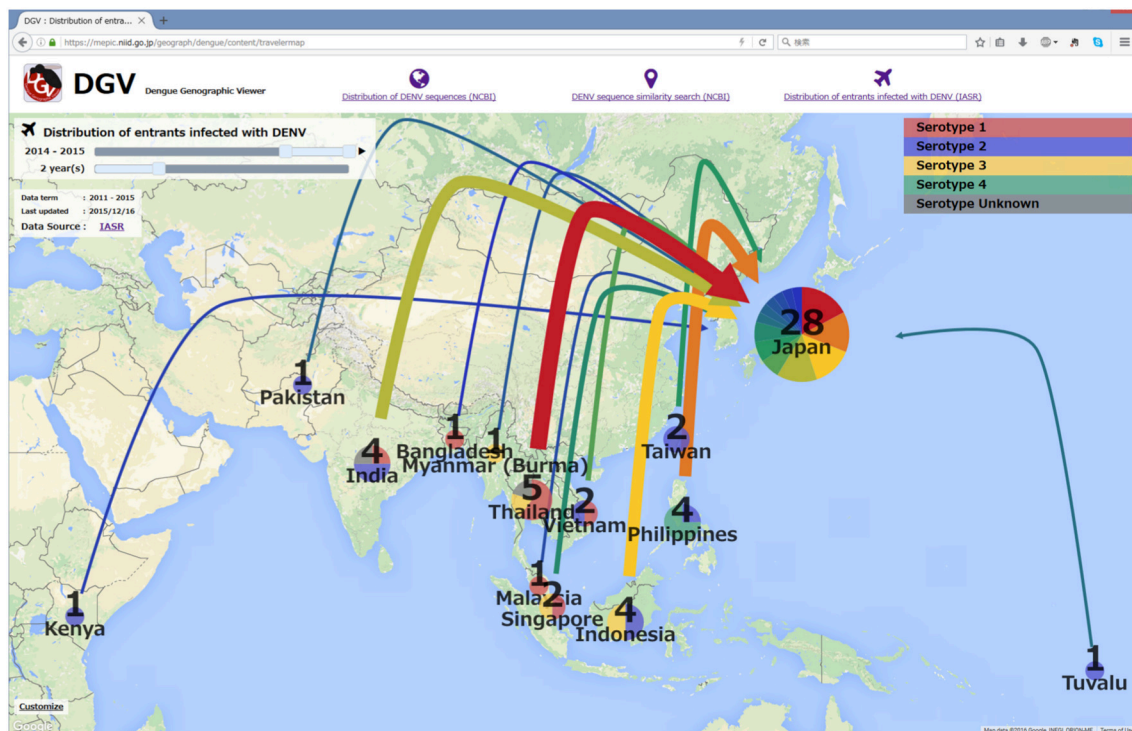 DGV : Distribution of entra...
https://mepic.niid.go.jp/geograph/dengue/content/travelermap
検索
DGV Dengue Genographic Viewer
Distribution of DENV sequences (NCBI)
DENV sequence similarity search (NCBI)
Distribution of entrants infected with DENV (IASR)
Distribution of entrants infected with DENV
2014 - 2015
2 year(s)
Data term : 2011 - 2015
Last updated : 2015/12/16
Data Source : IASR
Serotype 1
Serotype 2
Serotype 3
Serotype 4
Serotype Unknown
28
Japan
1
Pakistan
4
India
1
Bangladesh
1
Myanmar (Burma)
5
Thailand
2
Vietnam
2
Taiwan
4
Philippines
1
Malaysia
2
Singapore
4
Indonesia
1
Kenya
1
Tuvalu
Customize
Google